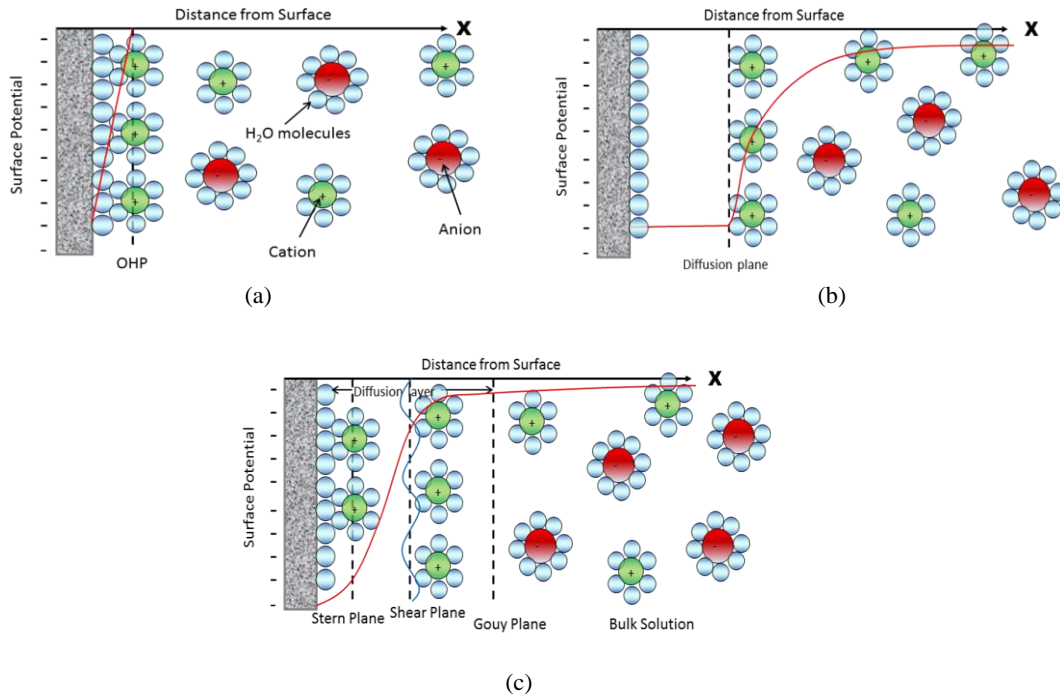 Distance from Surface
X
Surface Potential
H₂O molecules
Anion
Cation
OHP
(a)
Distance from Surface
X
Surface Potential
Diffusion plane
(b)
Distance from Surface
X
Diffusion layer
Surface Potential
Stern Plane
Shear Plane
Gouy Plane
Bulk Solution
(c)